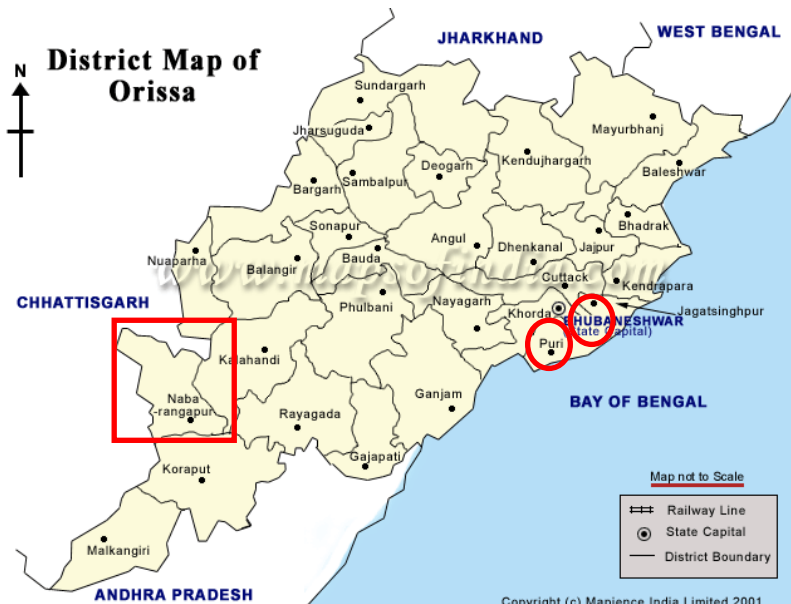 JHARKHAND
WEST BENGAL
District Map of
Orissa
N
Sundargarh
Jharsuguda
Mayurbhanj
Deogarh
Kendujhargarh
Baleshwar
Bargarh
Sambalpur
Sonapur
Bhadrak
Nuaparha
Bauda
Angul
Dhenkanal
Jajpur
Balangir
www.mapsofindia.com
Cuttack
Kendrapara
CHHATTISGARH
Phulbani
Nayagarh
Khorda
Jagatsinghpur
BHUBANESHWAR
(State Capital)
Puri
Kalahandi
Naba
-rangapur
Rayagada
Ganjam
BAY OF BENGAL
Gajapati
Koraput
Map not to Scale
Railway Line
State Capital
District Boundary
Malkangiri
ANDHRA PRADESH
Copyright (c) Mapience India Limited 2001